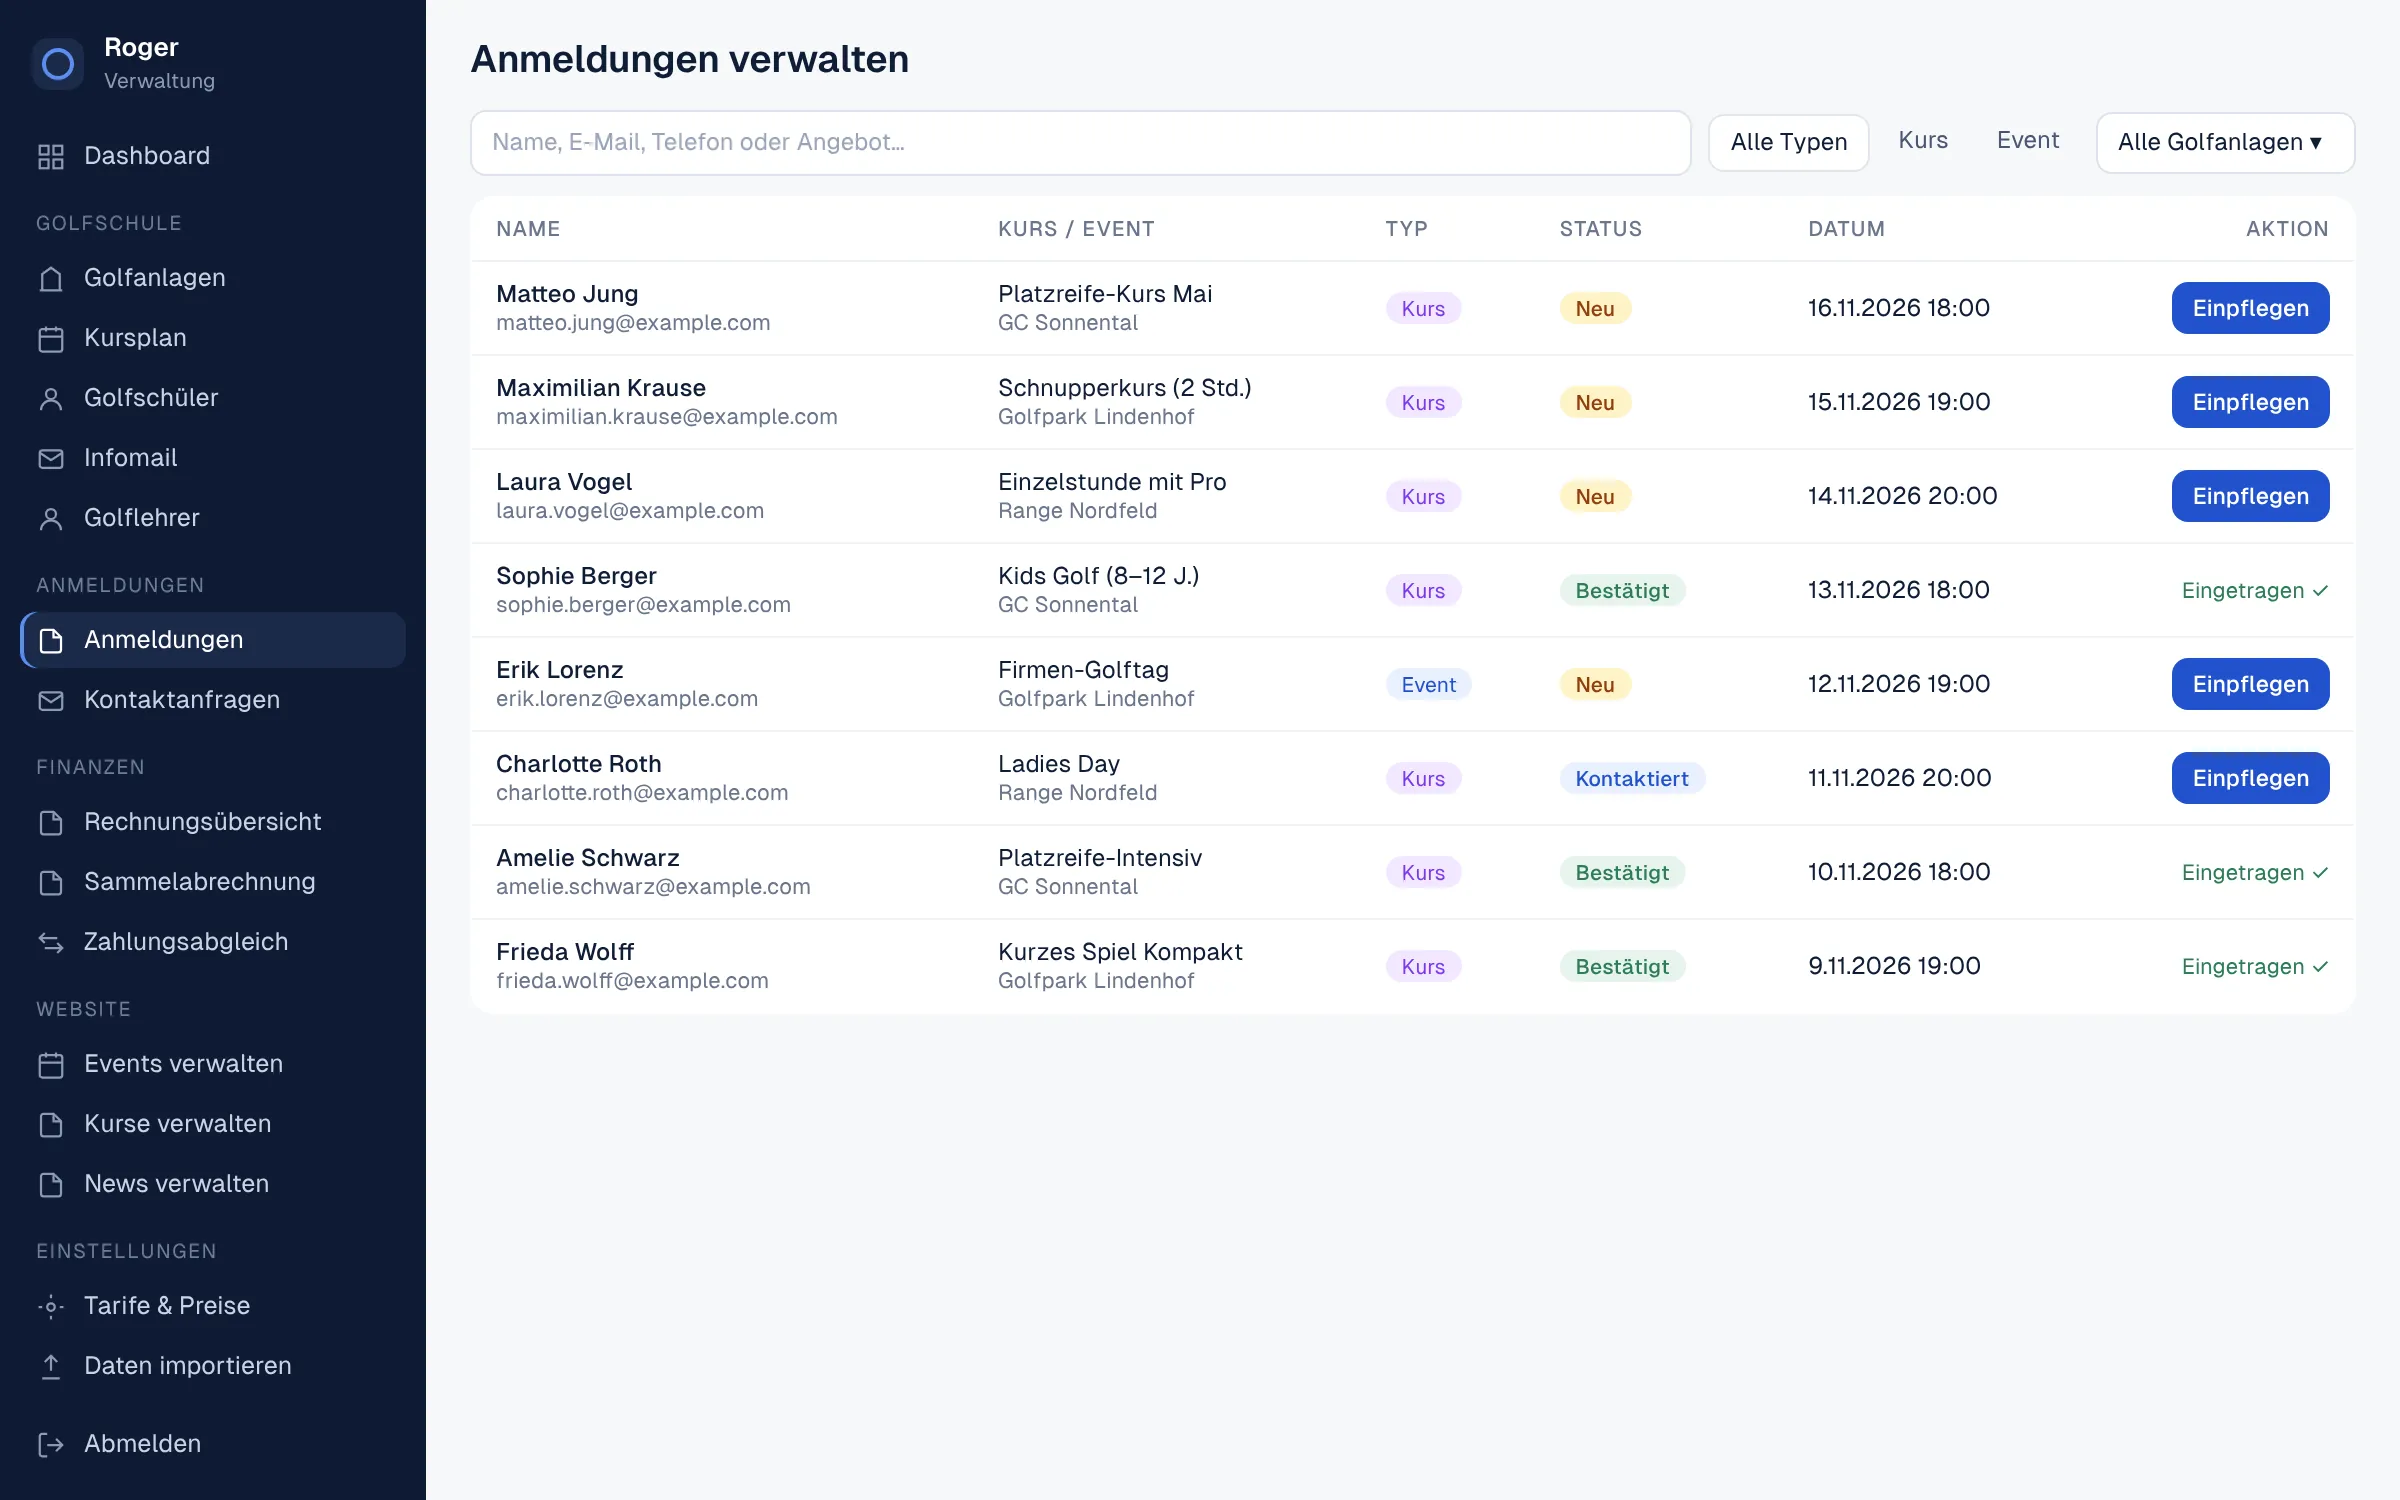 Roger
Verwaltung
Dashboard
GOLFSCHULE
Golfanlagen
Kursplan
Golfschüler
Infomail
Golflehrer
ANMELDUNGEN
Anmeldungen
Kontaktanfragen
FINANZEN
Rechnungsübersicht
Sammelabrechnung
Zahlungsabgleich
WEBSITE
Events verwalten
Kurse verwalten
News verwalten
EINSTELLUNGEN
Tarife & Preise
Daten importieren
Abmelden
Anmeldungen verwalten
Name, E-Mail, Telefon oder Angebot… Alle Typen Kurs Event Alle Golfanlagen ▾
NAME KURS / EVENT TYP STATUS DATUM AKTION
Matteo Jung Platzreife-Kurs Mai Kurs Neu 16.11.2026 18:00 Einpflegen
matteo.jung@example.com GC Sonnental
Maximilian Krause Schnupperkurs (2 Std.) Kurs Neu 15.11.2026 19:00 Einpflegen
maximilian.krause@example.com Golfpark Lindenhof
Laura Vogel Einzelstunde mit Pro Kurs Neu 14.11.2026 20:00 Einpflegen
laura.vogel@example.com Range Nordfeld
Sophie Berger Kids Golf (8–12 J.) Kurs Bestätigt 13.11.2026 18:00 Eingetragen ✓
sophie.berger@example.com GC Sonnental
Erik Lorenz Firmen-Golftag Event Neu 12.11.2026 19:00 Einpflegen
erik.lorenz@example.com Golfpark Lindenhof
Charlotte Roth Ladies Day Kurs Kontaktiert 11.11.2026 20:00 Einpflegen
charlotte.roth@example.com Range Nordfeld
Amelie Schwarz Platzreife-Intensiv Kurs Bestätigt 10.11.2026 18:00 Eingetragen ✓
amelie.schwarz@example.com GC Sonnental
Frieda Wolff Kurzes Spiel Kompakt Kurs Bestätigt 9.11.2026 19:00 Eingetragen ✓
frieda.wolff@example.com Golfpark Lindenhof